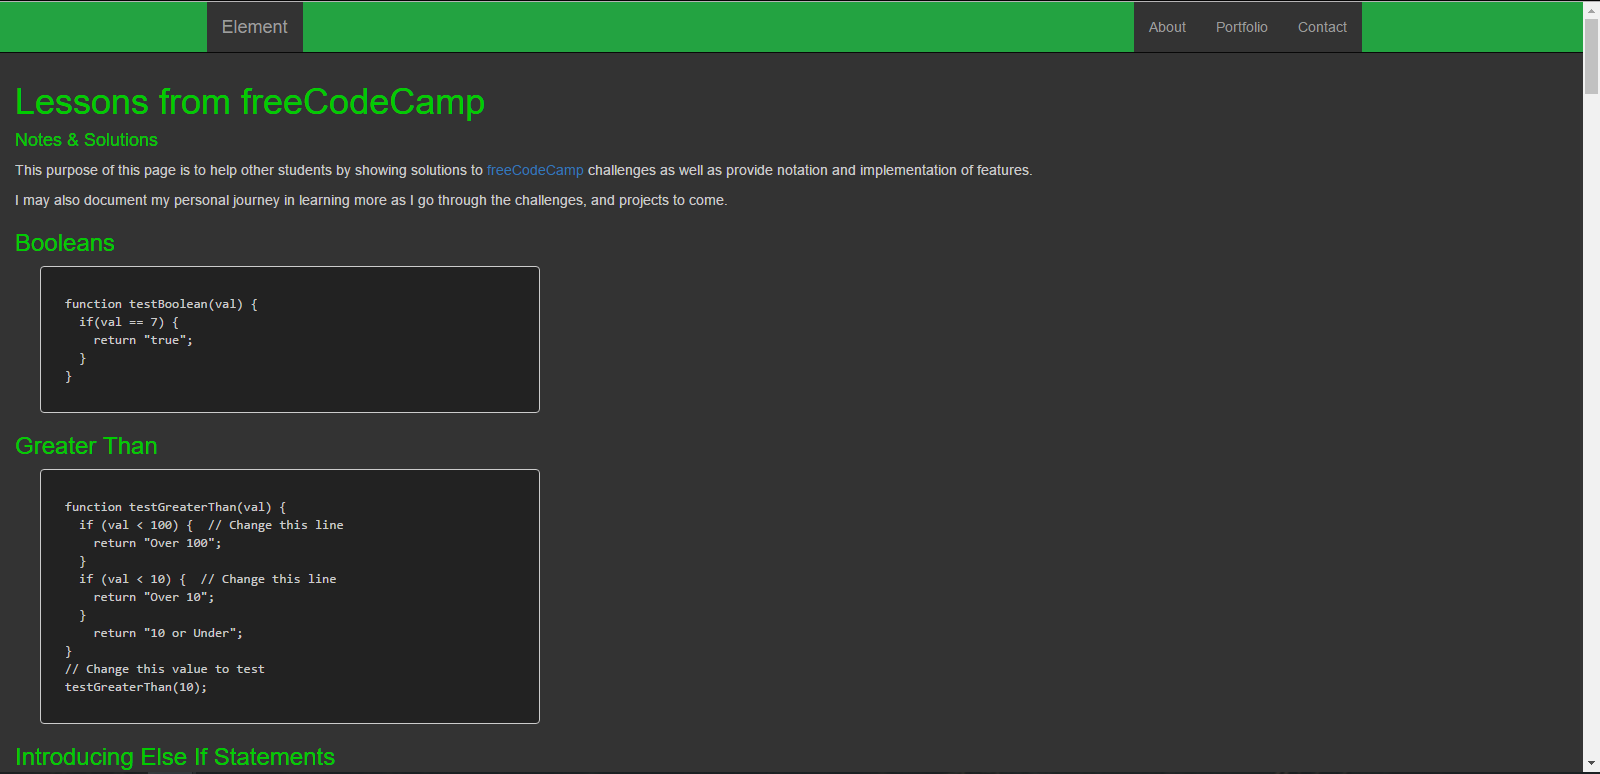 Element About Portfolio Contact
Lessons from freeCodeCamp
Notes & Solutions
This purpose of this page is to help other students by showing solutions to freeCodeCamp challenges as well as provide notation and implementation of features.
I may also document my personal journey in learning more as I go through the challenges, and projects to come.
Booleans
function testBoolean(val) {
  if(val == 7) {
    return "true";
  }
}
Greater Than
function testGreaterThan(val) {
  if (val < 100) {  // Change this line
    return "Over 100";
  }
  if (val < 10) {  // Change this line
    return "Over 10";
  }
    return "10 or Under";
}
// Change this value to test
testGreaterThan(10);
Introducing Else If Statements